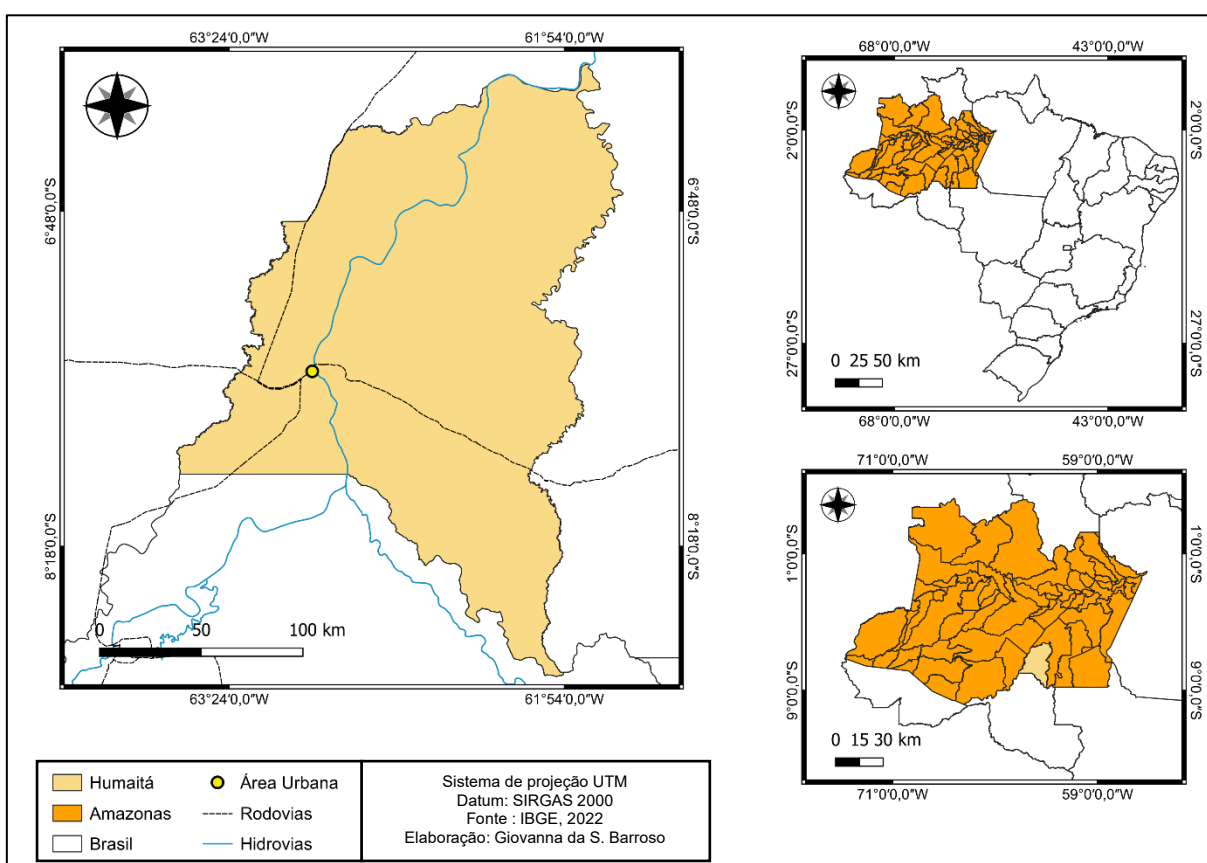 63°24'0,0"W 61°54'0,0"W
6°48'0,0"S 6°48'0,0"S
8°18'0,0"S 8°18'0,0"S
0 50 100 km
63°24'0,0"W 61°54'0,0"W
68°0'0,0"W 43°0'0,0"W
2°0'0,0"S 2°0'0,0"S
27°0'0,0"S 27°0'0,0"S
0 25 50 km
68°0'0,0"W 43°0'0,0"W
71°0'0,0"W 59°0'0,0"W
1°0'0,0"S 1°0'0,0"S
9°0'0,0"S 9°0'0,0"S
0 15 30 km
71°0'0,0"W 59°0'0,0"W
Humaitá
Amazonas
Brasil
Área Urbana
Rodovias
Hidrovias
Sistema de projeção UTM
Datum: SIRGAS 2000
Fonte : IBGE, 2022
Elaboração: Giovanna da S. Barroso